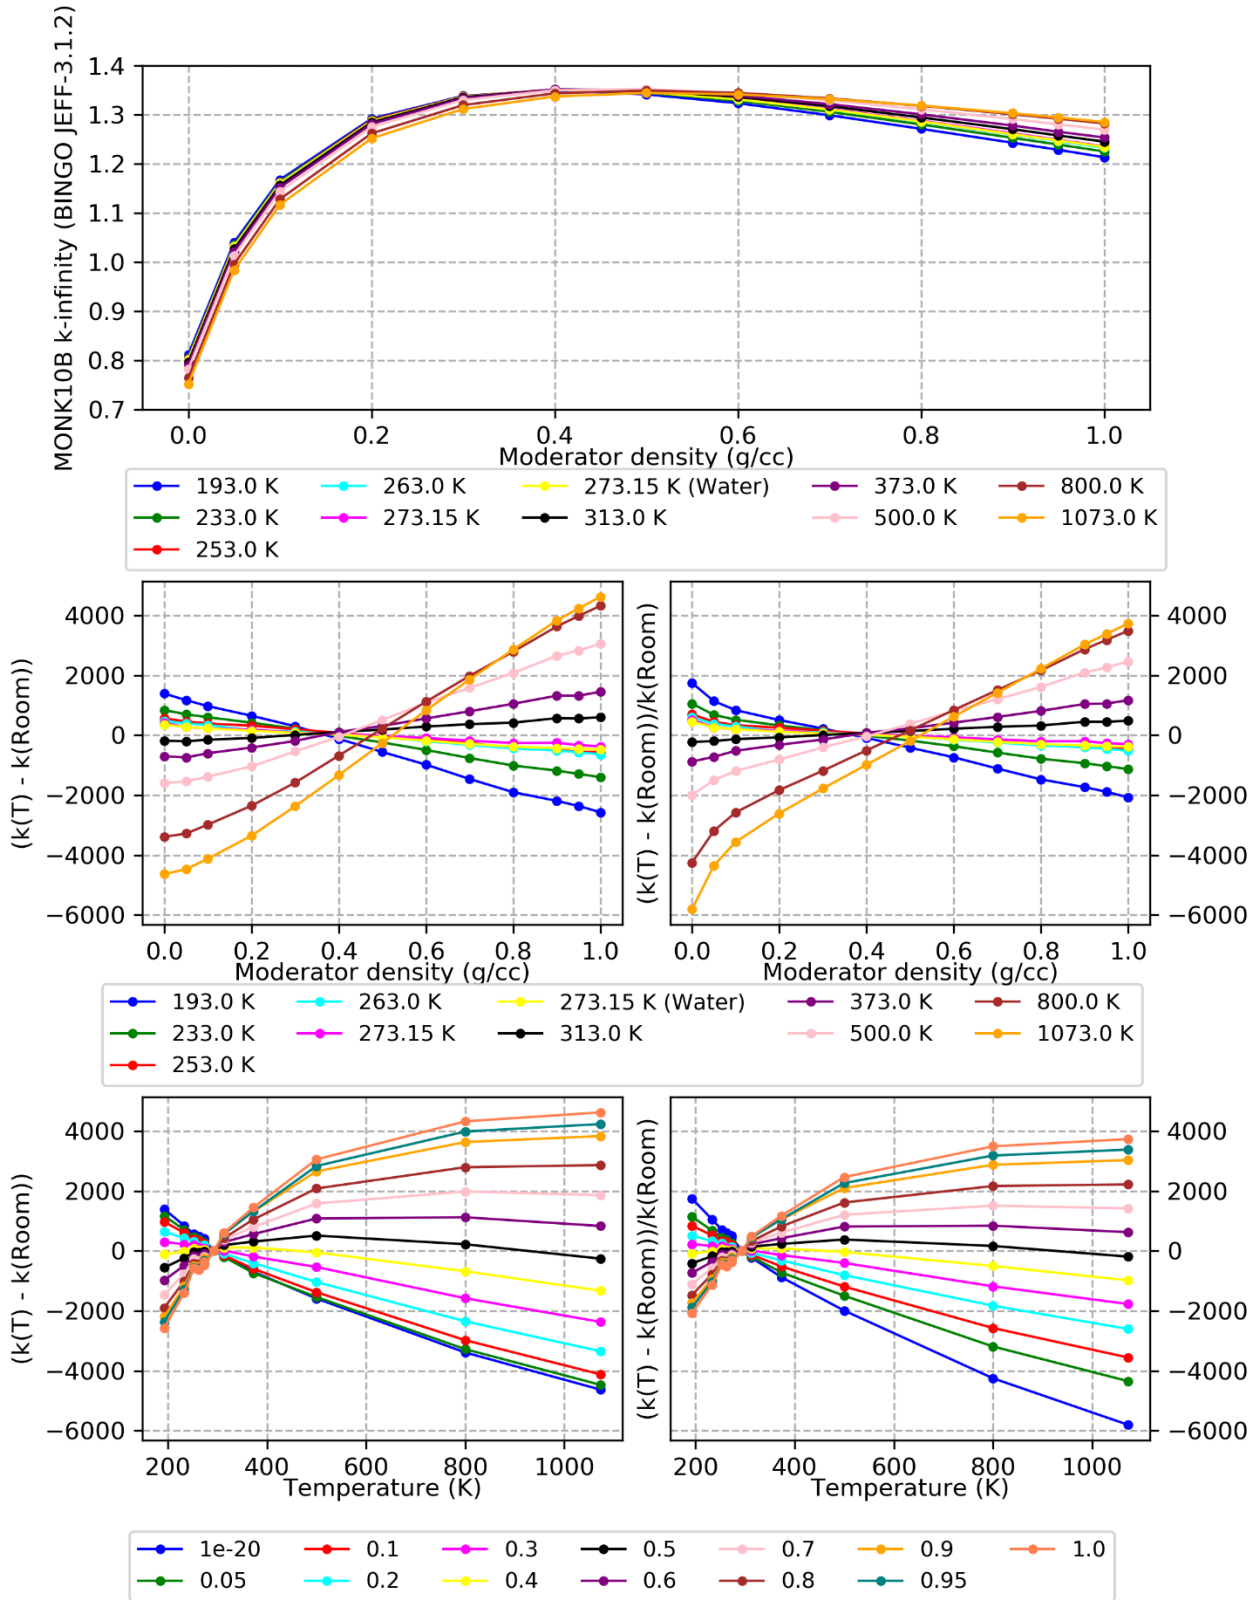 MONK10B k-infinity (BINGO JEFF-3.1.2)
1.4
1.3
1.2
1.1
1.0
0.9
0.8
0.7
0.0 0.2 0.4 0.6 0.8 1.0
Moderator density (g/cc)
193.0 K 263.0 K 273.15 K (Water) 373.0 K 800.0 K
233.0 K 273.15 K 313.0 K 500.0 K 1073.0 K
253.0 K
(k(T) - k(Room))
4000
2000
0
−2000
−4000
−6000
0.0 0.2 0.4 0.6 0.8 1.0
Moderator density (g/cc)
(k(T) - k(Room))/k(Room)
4000
2000
0
−2000
−4000
−6000
0.0 0.2 0.4 0.6 0.8 1.0
Moderator density (g/cc)
193.0 K 263.0 K 273.15 K (Water) 373.0 K 800.0 K
233.0 K 273.15 K 313.0 K 500.0 K 1073.0 K
253.0 K
(k(T) - k(Room))
4000
2000
0
−2000
−4000
−6000
200 400 600 800 1000
Temperature (K)
(k(T) - k(Room))/k(Room)
4000
2000
0
−2000
−4000
−6000
200 400 600 800 1000
Temperature (K)
1e-20 0.1 0.3 0.5 0.7 0.9 1.0
0.05 0.2 0.4 0.6 0.8 0.95